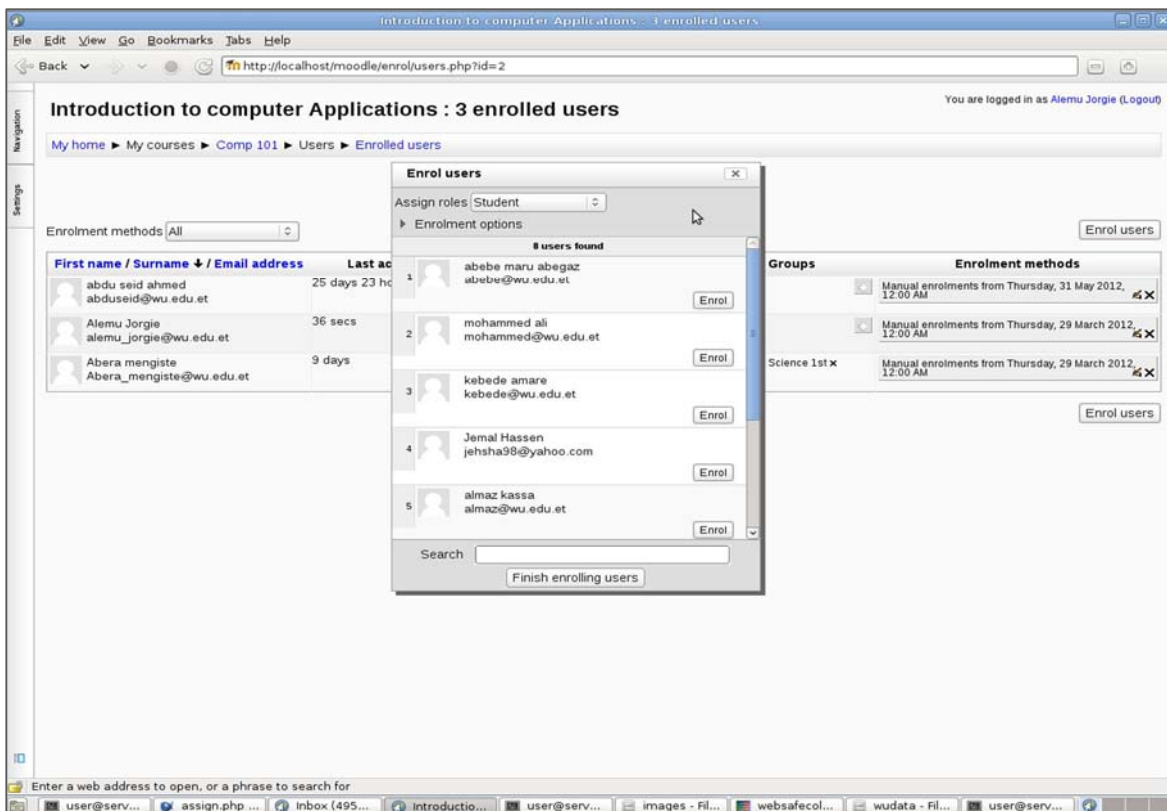 Introduction to computer Applications : 3 enrolled users
File Edit View Go Bookmarks Tabs Help
Back http://localhost/moodle/enrol/users.php?id=2
Navigation
Settings
Introduction to computer Applications : 3 enrolled users
You are logged in as Alemu Jorgie (Logout)
My home ► My courses ► Comp 101 ► Users ► Enrolled users
Enrolment methods All
Enrol users
First name / Surname ↓ / Email address Last ac Groups Enrolment methods
abdu seid ahmed
abduseid@wu.edu.et
25 days 23 ho
Manual enrolments from Thursday, 31 May 2012,
12:00 AM
Alemu Jorgie
alemu_jorgie@wu.edu.et
36 secs
Manual enrolments from Thursday, 29 March 2012,
12:00 AM
Abera mengiste
Abera_mengiste@wu.edu.et
9 days
Science 1st
Manual enrolments from Thursday, 29 March 2012,
12:00 AM
Enrol users
Enrol users
Assign roles Student
Enrolment options
8 users found
1
abebe maru abegaz
abebe@wu.edu.et
Enrol
2
mohammed ali
mohammed@wu.edu.et
Enrol
3
kebede amare
kebede@wu.edu.et
Enrol
4
Jemal Hassen
jehsha98@yahoo.com
Enrol
5
almaz kassa
almaz@wu.edu.et
Enrol
Search
Finish enrolling users
Enter a web address to open, or a phrase to search for
user@serv... assign.php ... Inbox (495... Introductio... user@serv... images - Fil... websafecol... wudata - Fil... user@serv...